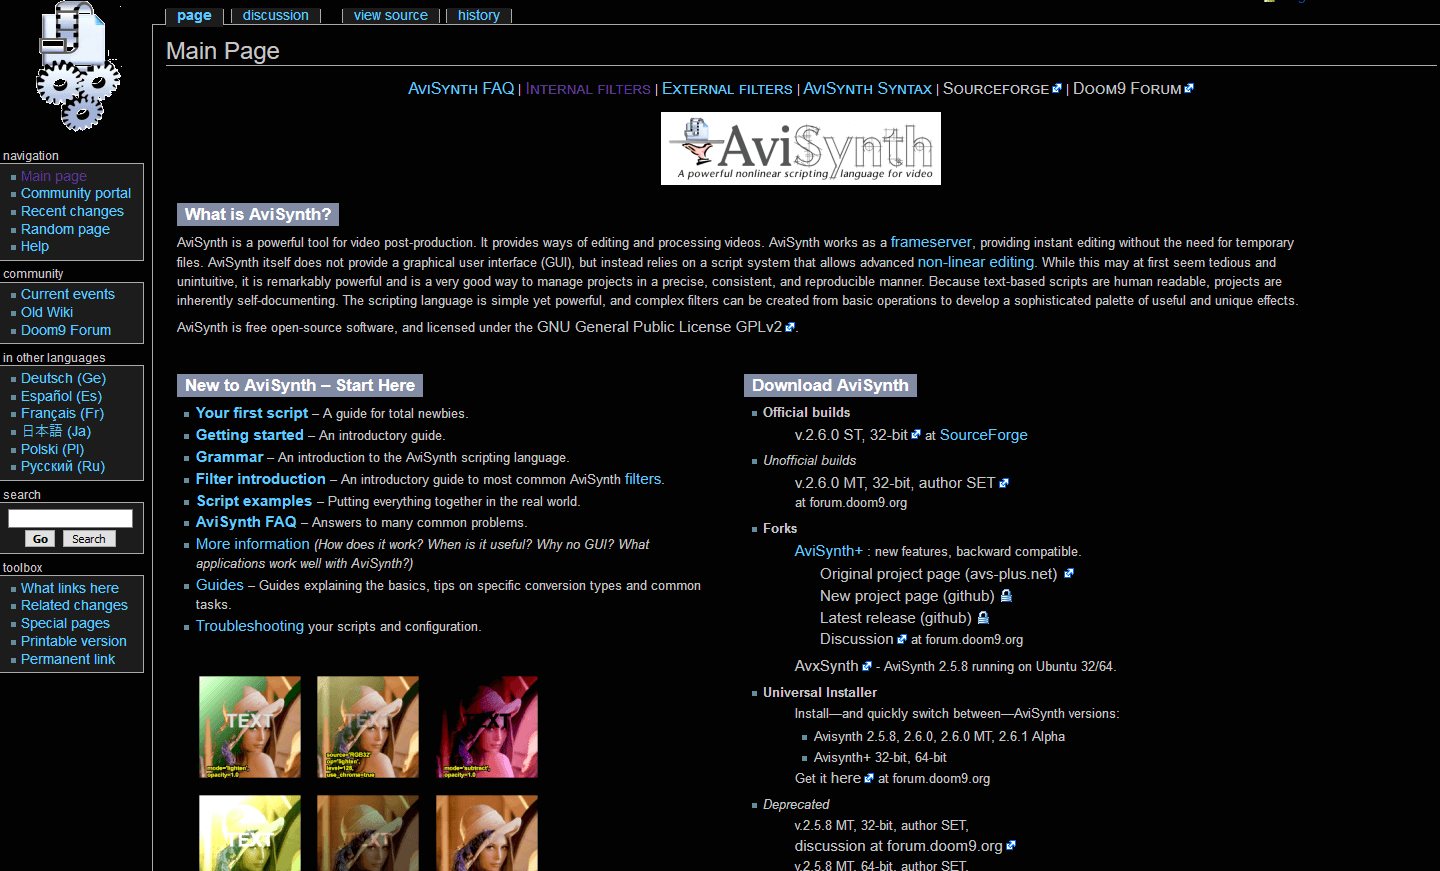 page
discussion
view source
history
Main Page
AviSynth FAQ | Internal filters | External filters | AviSynth Syntax | Sourceforge | Doom9 Forum
AviSynth
A powerful nonlinear scripting language for video
navigation
Main page
Community portal
Recent changes
Random page
Help
community
Current events
Old Wiki
Doom9 Forum
in other languages
Deutsch (Ge)
Español (Es)
Français (Fr)
日本語 (Ja)
Polski (Pl)
Русский (Ru)
search
Go Search
toolbox
What links here
Related changes
Special pages
Printable version
Permanent link
What is AviSynth?
AviSynth is a powerful tool for video post-production. It provides ways of editing and processing videos. AviSynth works as a frameserver, providing instant editing without the need for temporary
files. AviSynth itself does not provide a graphical user interface (GUI), but instead relies on a script system that allows advanced non-linear editing. While this may at first seem tedious and
unintuitive, it is remarkably powerful and is a very good way to manage projects in a precise, consistent, and reproducible manner. Because text-based scripts are human readable, projects are
inherently self-documenting. The scripting language is simple yet powerful, and complex filters can be created from basic operations to develop a sophisticated palette of useful and unique effects.
AviSynth is free open-source software, and licensed under the GNU General Public License GPLv2.
New to AviSynth – Start Here
Your first script – A guide for total newbies.
Getting started – An introductory guide.
Grammar – An introduction to the AviSynth scripting language.
Filter introduction – An introductory guide to most common AviSynth filters.
Script examples – Putting everything together in the real world.
AviSynth FAQ – Answers to many common problems.
More information (How does it work? When is it useful? Why no GUI? What
applications work well with AviSynth?)
Guides – Guides explaining the basics, tips on specific conversion types and common
tasks.
Troubleshooting your scripts and configuration.
TEXT
mode='lighten',
opacity=1.0
TEXT
source='RGB32'
op='lighten',
level=128,
use_chroma=true
TEXT
mode='subtract',
opacity=1.0
TEXT
TEXT
Download AviSynth
Official builds
v.2.6.0 ST, 32-bit at SourceForge
Unofficial builds
v.2.6.0 MT, 32-bit, author SET
at forum.doom9.org
Forks
AviSynth+ : new features, backward compatible.
Original project page (avs-plus.net)
New project page (github)
Latest release (github)
Discussion at forum.doom9.org
AvxSynth - AviSynth 2.5.8 running on Ubuntu 32/64.
Universal Installer
Install—and quickly switch between—AviSynth versions:
Avisynth 2.5.8, 2.6.0, 2.6.0 MT, 2.6.1 Alpha
Avisynth+ 32-bit, 64-bit
Get it here at forum.doom9.org
Deprecated
v.2.5.8 MT, 32-bit, author SET,
discussion at forum.doom9.org
v.2.5.8 MT, 64-bit, author SET,